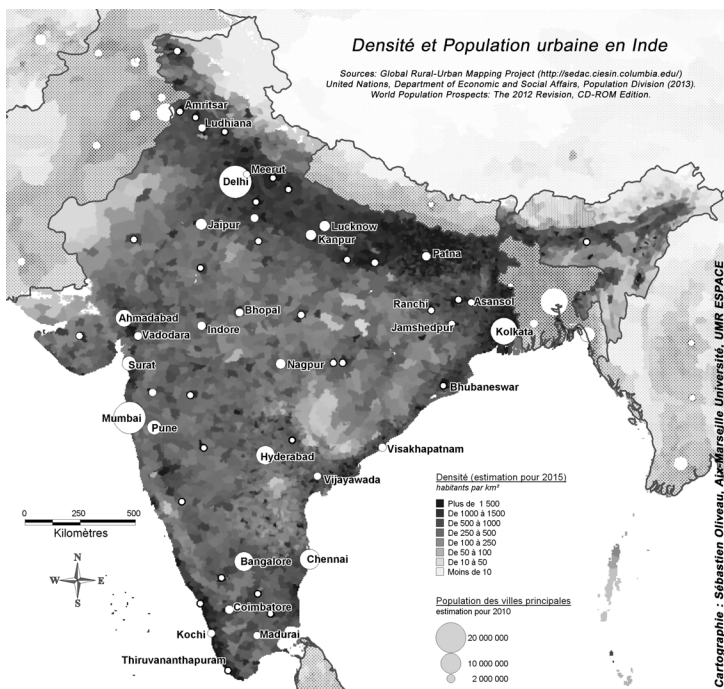 Densité et Population urbaine en Inde
Sources: Global Rural-Urban Mapping Project (http://sedac.ciesin.columbia.edu/)
United Nations, Department of Economic and Social Affairs, Population Division (2013).
World Population Prospects: The 2012 Revision, CD-ROM Edition.
Amritsar
Ludhiana
Meerut
Delhi
Jaipur
Lucknow
Kanpur
Patna
Ahmadabad
Bhopal
Ranchi
Asansol
Vadodara
Indore
Jamshedpur
Kolkata
Surat
Nagpur
Bhubaneswar
Mumbai
Pune
Hyderabad
Visakhapatnam
Vijayawada
Densité (estimation pour 2015)
habitants par km²
Plus de 1 500
De 1000 à 1500
De 500 à 1000
De 250 à 500
De 100 à 250
De 50 à 100
De 10 à 50
Moins de 10
0 250 500
Kilomètres
N
W E
S
Bangalore
Chennai
Coimbatore
Kochi
Madurai
Thiruvananthapuram
Population des villes principales
estimation pour 2010
20 000 000
10 000 000
2 000 000
Cartographie : Sébastien Oliveau, Aix-Marseille Université, UMR ESPACE